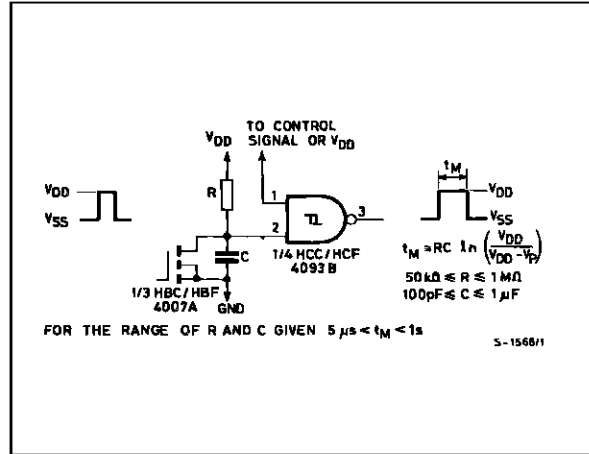 TO CONTROL
SIGNAL OR VDD
VDD
R
1
2
3
C
1/4 HCC/HCF
4093B
1/3 HBC/HBF
4007A
GND
VDD
VSS
tM
VDD
VSS
tM ≃ RC ln (VDD / VDD-VP)
50kΩ ≤ R ≤ 1MΩ
100pF ≤ C ≤ 1µF
FOR THE RANGE OF R AND C GIVEN 5 µs < tM < 1s
S-1568/1